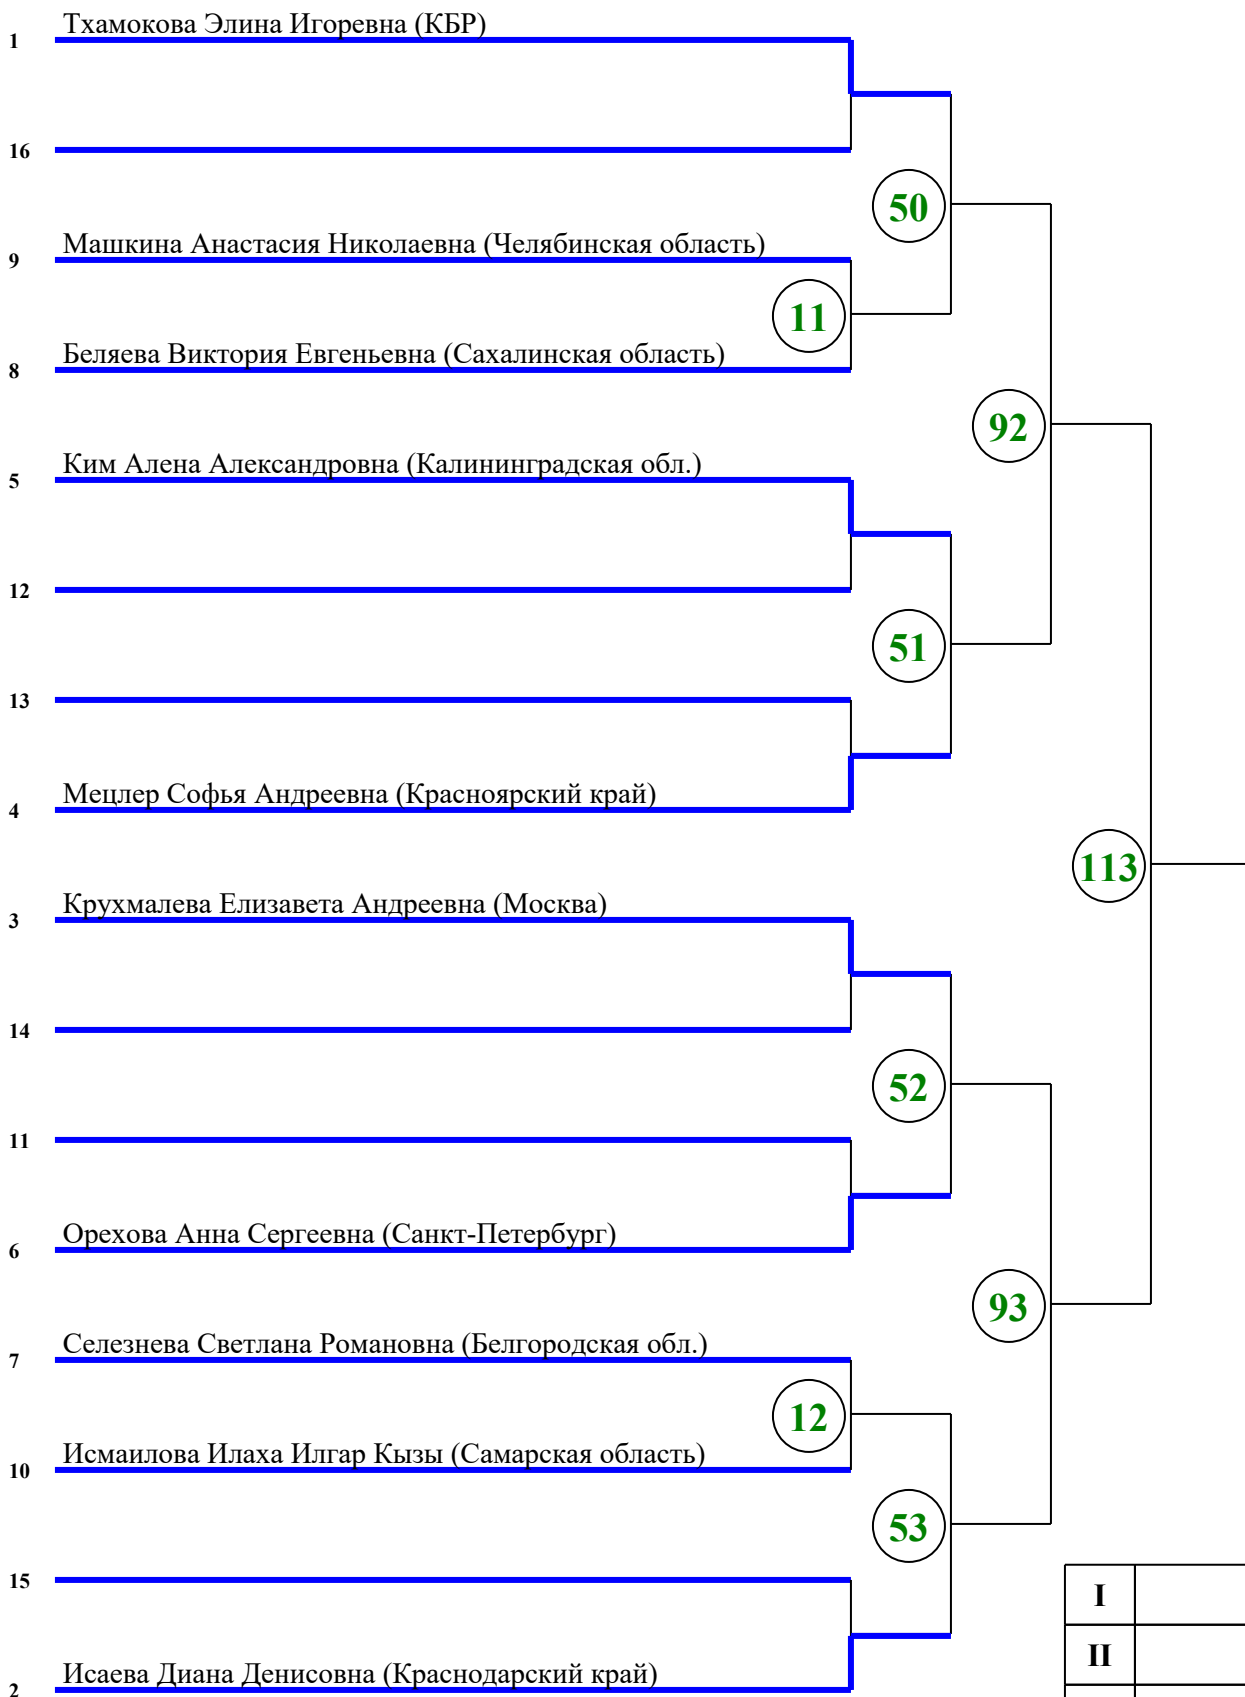 Тхамокова Элина Игоревна (КБР)
1
16
50
Машкина Анастасия Николаевна (Челябинская область)
9
11
Беляева Виктория Евгеньевна (Сахалинская область)
8
92
Ким Алена Александровна (Калининградская обл.)
5
12
51
13
Мецлер Софья Андреевна (Красноярский край)
4
113
Крухмалева Елизавета Андреевна (Москва)
3
14
52
11
Орехова Анна Сергеевна (Санкт-Петербург)
6
93
Селезнева Светлана Романовна (Белгородская обл.)
7
12
Исмаилова Илаха Илгар Кызы (Самарская область)
10
53
15
I
II
Исаева Диана Денисовна (Краснодарский край)
2